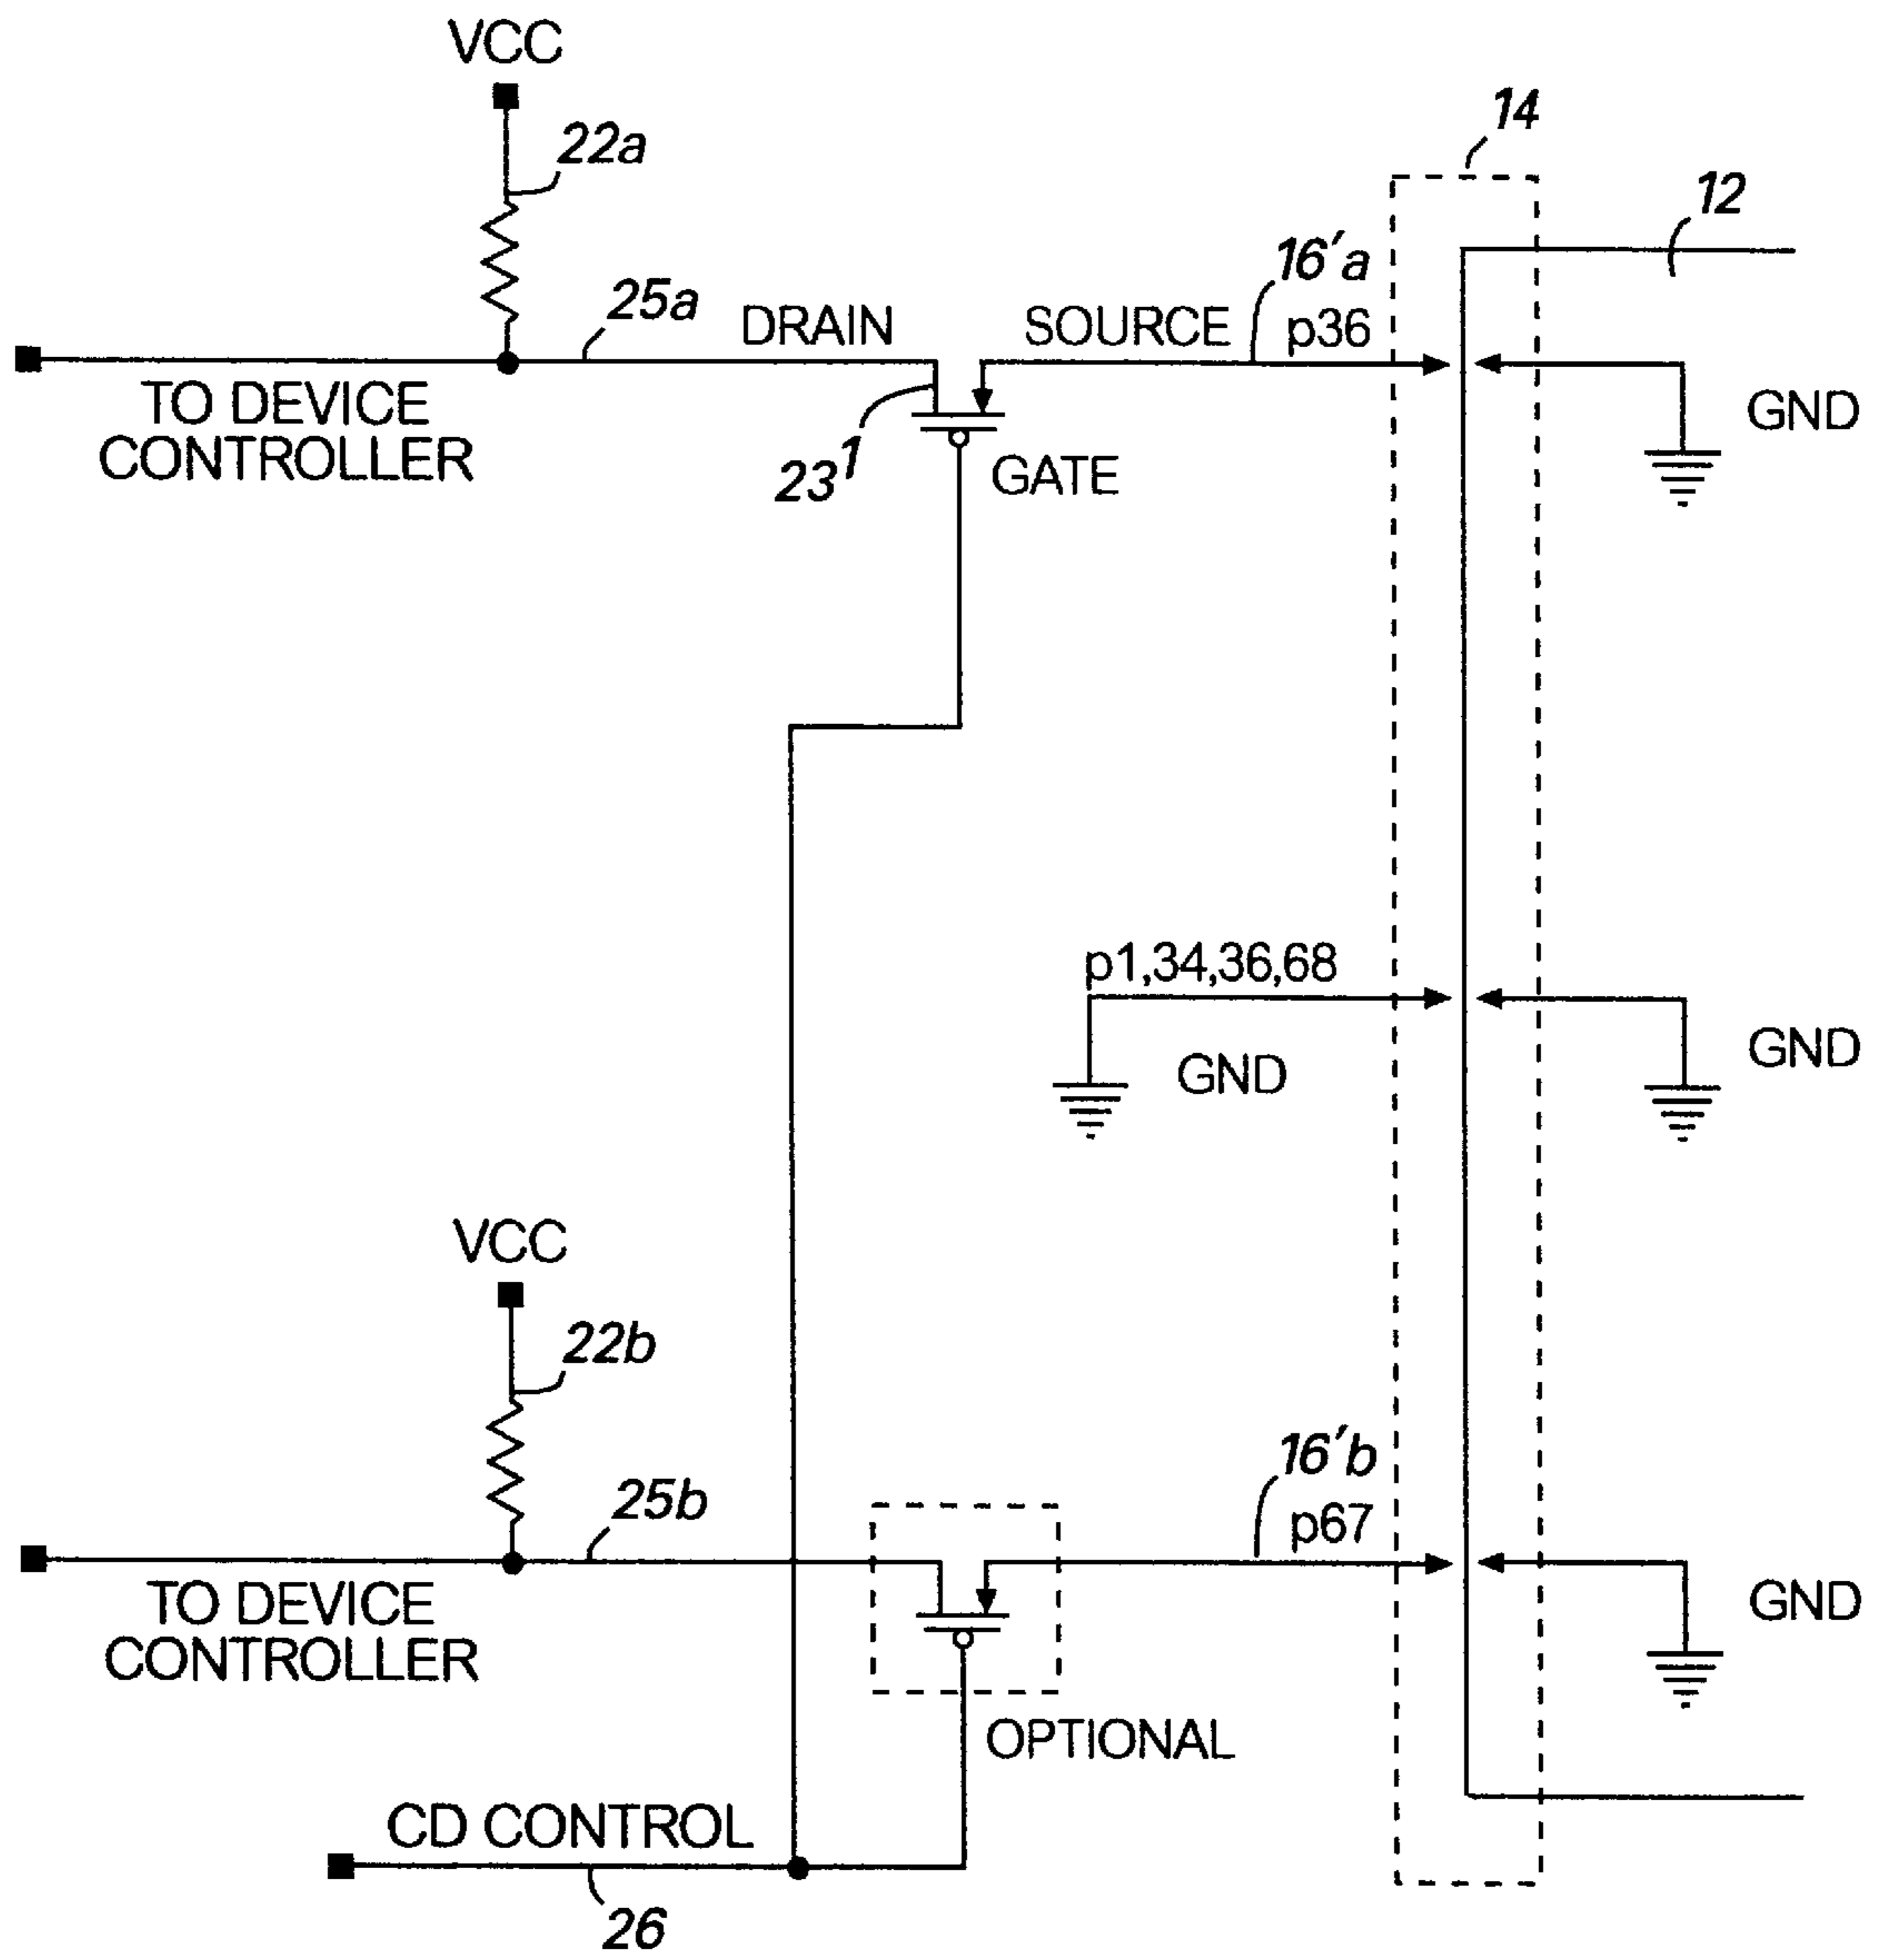 VCC
14
22a
12
16'a
25a
DRAIN
SOURCE
p36
TO DEVICE
CONTROLLER
GND
23¹
GATE
p1,34,36,68
GND
GND
VCC
22b
16'b
25b
p67
TO DEVICE
CONTROLLER
GND
OPTIONAL
CD CONTROL
26